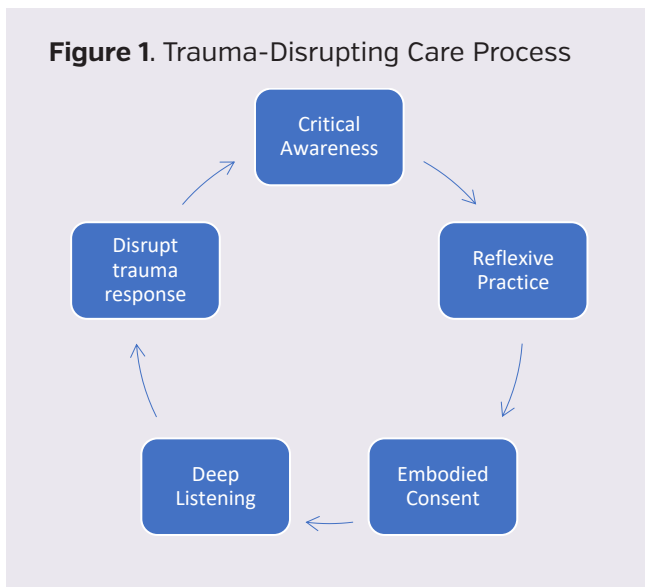 Figure 1. Trauma-Disrupting Care Process
Critical
Awareness
Reflexive
Practice
Embodied
Consent
Deep
Listening
Disrupt
trauma
response